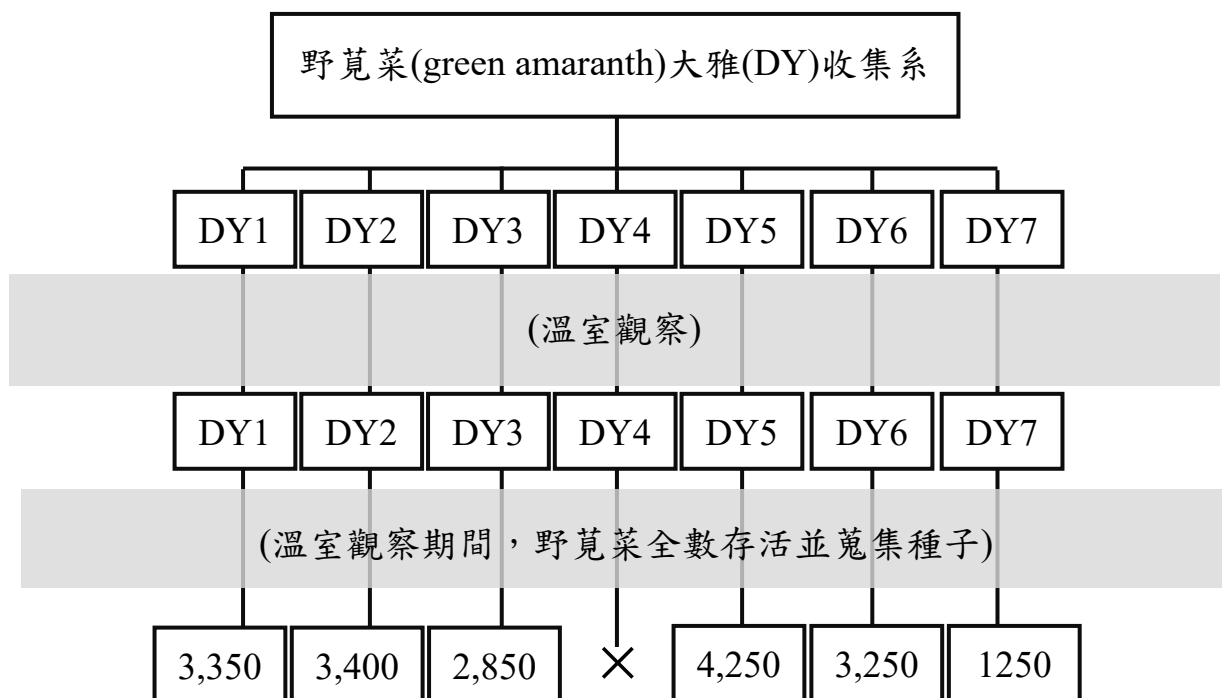 野莧菜(green amaranth)大雅(DY)收集系
DY1 DY2 DY3 DY4 DY5 DY6 DY7
(溫室觀察)
DY1 DY2 DY3 DY4 DY5 DY6 DY7
(溫室觀察期間，野莧菜全數存活並蒐集種子)
3,350 3,400 2,850 × 4,250 3,250 1250